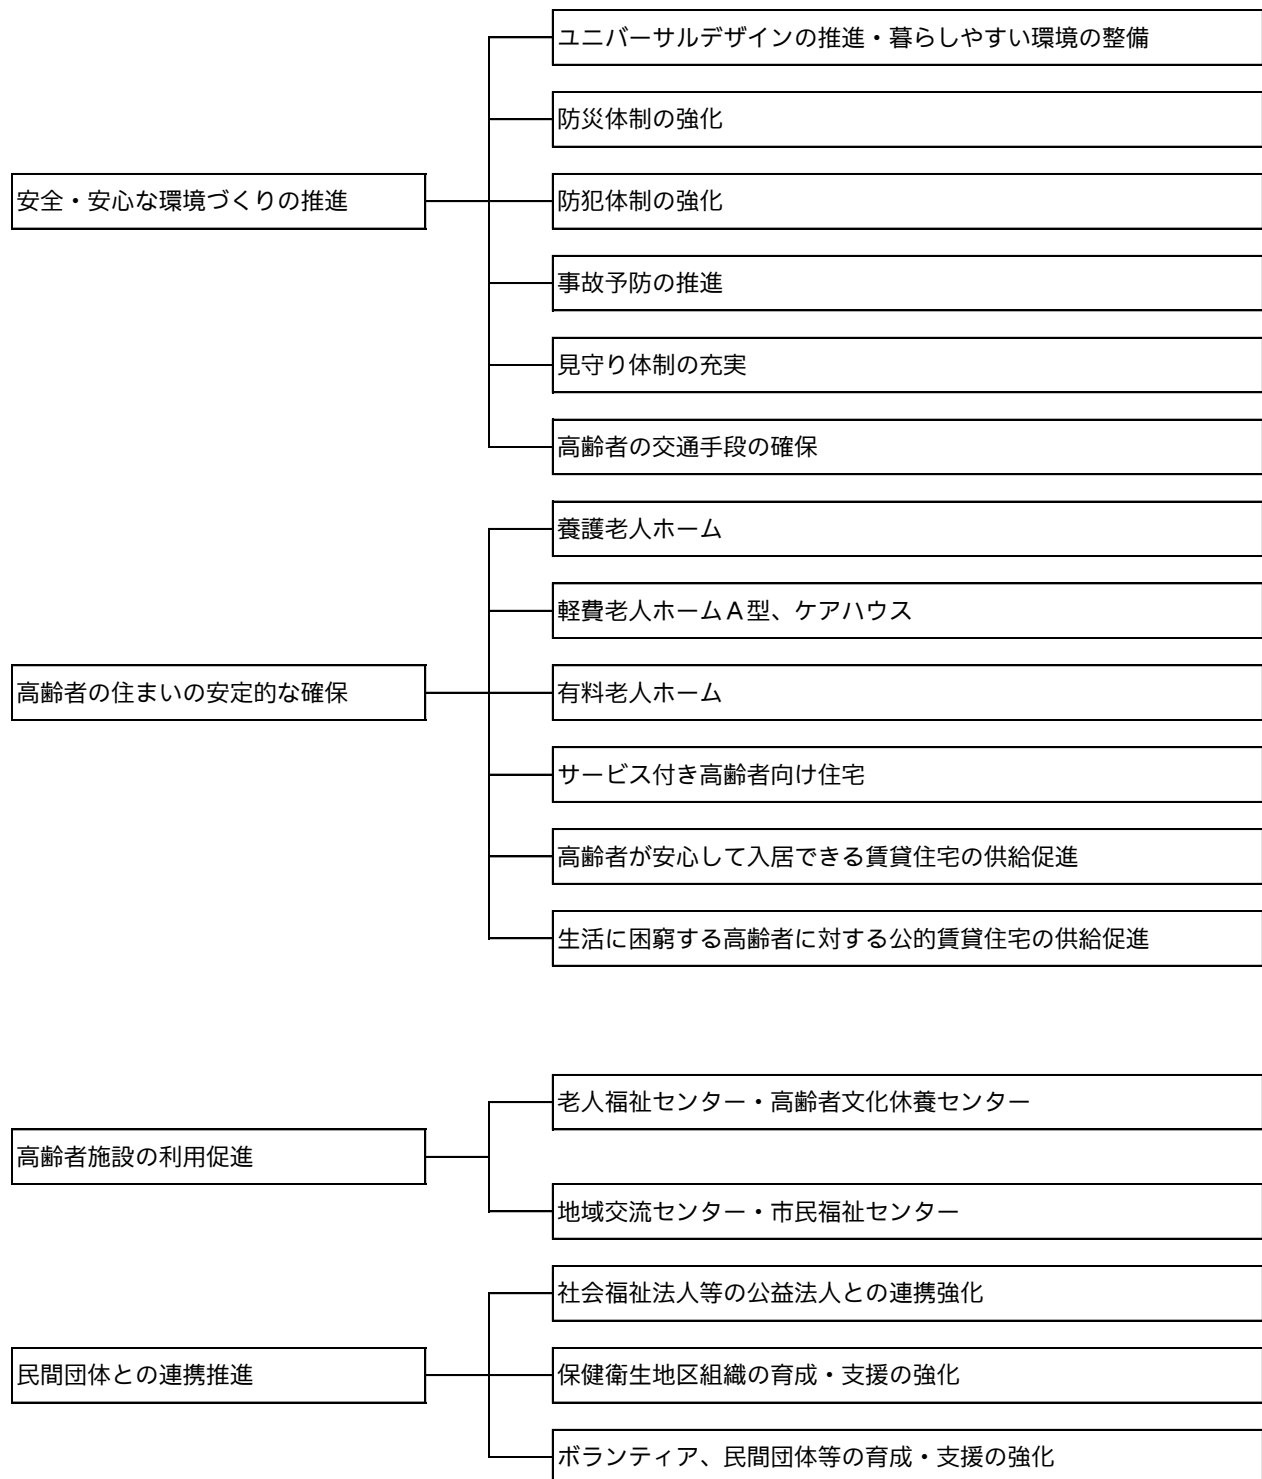 ユニバーサルデザインの推進・暮らしやすい環境の整備
防災体制の強化
安全・安心な環境づくりの推進
防犯体制の強化
事故予防の推進
見守り体制の充実
高齢者の交通手段の確保
養護老人ホーム
軽費老人ホームＡ型、ケアハウス
高齢者の住まいの安定的な確保
有料老人ホーム
サービス付き高齢者向け住宅
高齢者が安心して入居できる賃貸住宅の供給促進
生活に困窮する高齢者に対する公的賃貸住宅の供給促進
老人福祉センター・高齢者文化休養センター
高齢者施設の利用促進
地域交流センター・市民福祉センター
社会福祉法人等の公益法人との連携強化
民間団体との連携推進
保健衛生地区組織の育成・支援の強化
ボランティア、民間団体等の育成・支援の強化